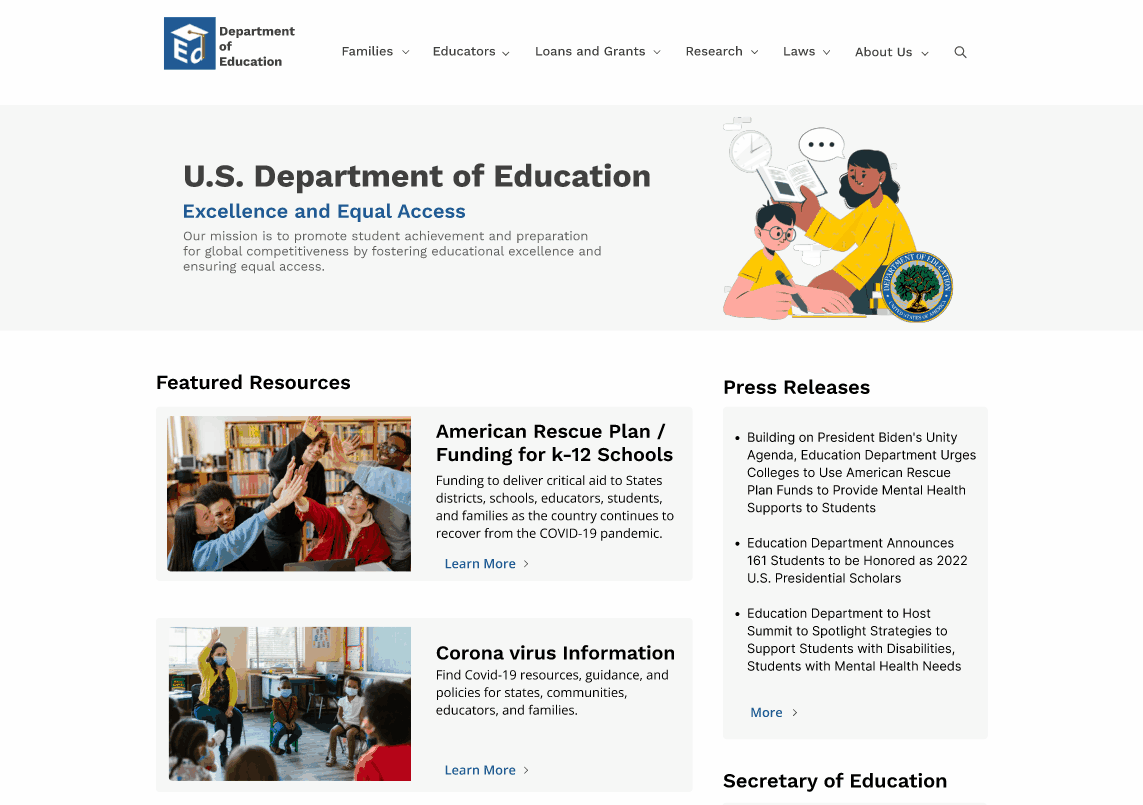 Department
of
Education
Ed
Families
Educators
Loans and Grants
Research
Laws
About Us
U.S. Department of Education
Excellence and Equal Access
Our mission is to promote student achievement and preparation
for global competitiveness by fostering educational excellence and
ensuring equal access.
DEPARTMENT OF EDUCATION
UNITED STATES OF AMERICA
Featured Resources
American Rescue Plan /
Funding for k-12 Schools
Funding to deliver critical aid to States
districts, schools, educators, students,
and families as the country continues to
recover from the COVID-19 pandemic.
Learn More
Corona virus Information
Find Covid-19 resources, guidance, and
policies for states, communities,
educators, and families.
Learn More
Press Releases
• Building on President Biden's Unity
Agenda, Education Department Urges
Colleges to Use American Rescue
Plan Funds to Provide Mental Health
Supports to Students
• Education Department Announces
161 Students to be Honored as 2022
U.S. Presidential Scholars
• Education Department to Host
Summit to Spotlight Strategies to
Support Students with Disabilities,
Students with Mental Health Needs
More
Secretary of Education